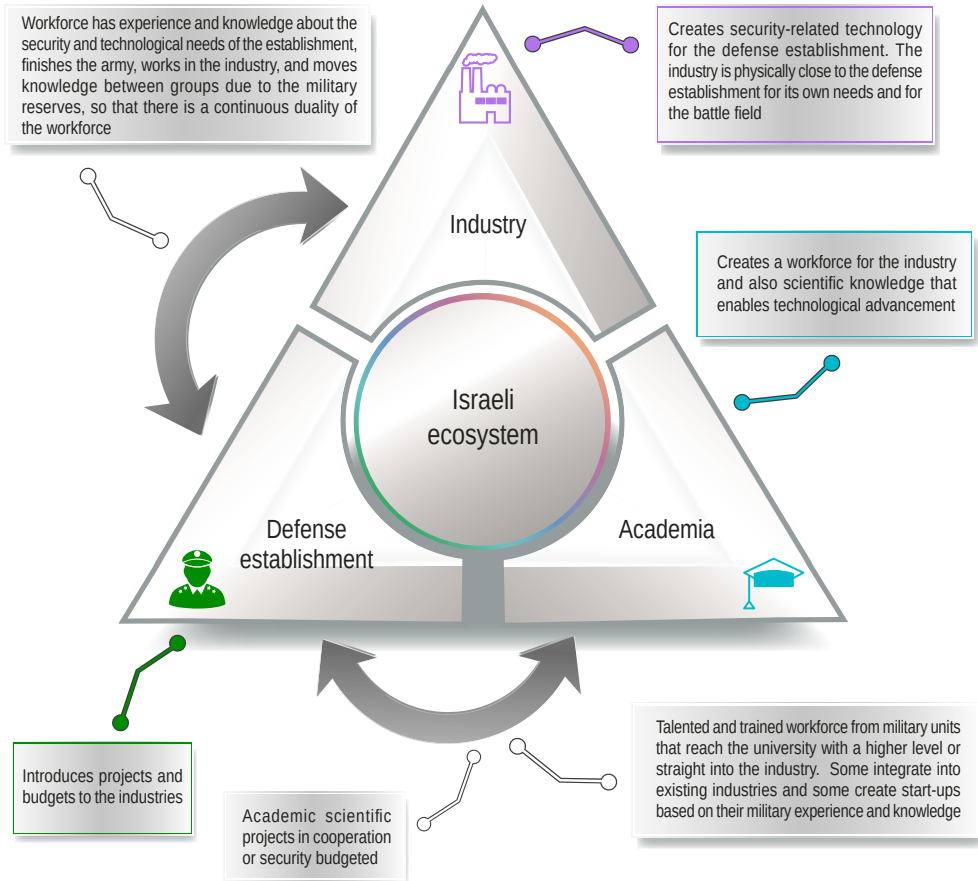 Workforce has experience and knowledge about the
security and technological needs of the establishment,
finishes the army, works in the industry, and moves
knowledge between groups due to the military
reserves, so that there is a continuous duality of
the workforce
Creates security-related technology
for the defense establishment. The
industry is physically close to the defense
establishment for its own needs and for
the battle field
Industry
Creates a workforce for the industry
and also scientific knowledge that
enables technological advancement
Israeli
ecosystem
Defense
establishment
Academia
Introduces projects and
budgets to the industries
Academic scientific
projects in cooperation
or security budgeted
Talented and trained workforce from military units
that reach the university with a higher level or
straight into the industry. Some integrate into
existing industries and some create start-ups
based on their military experience and knowledge